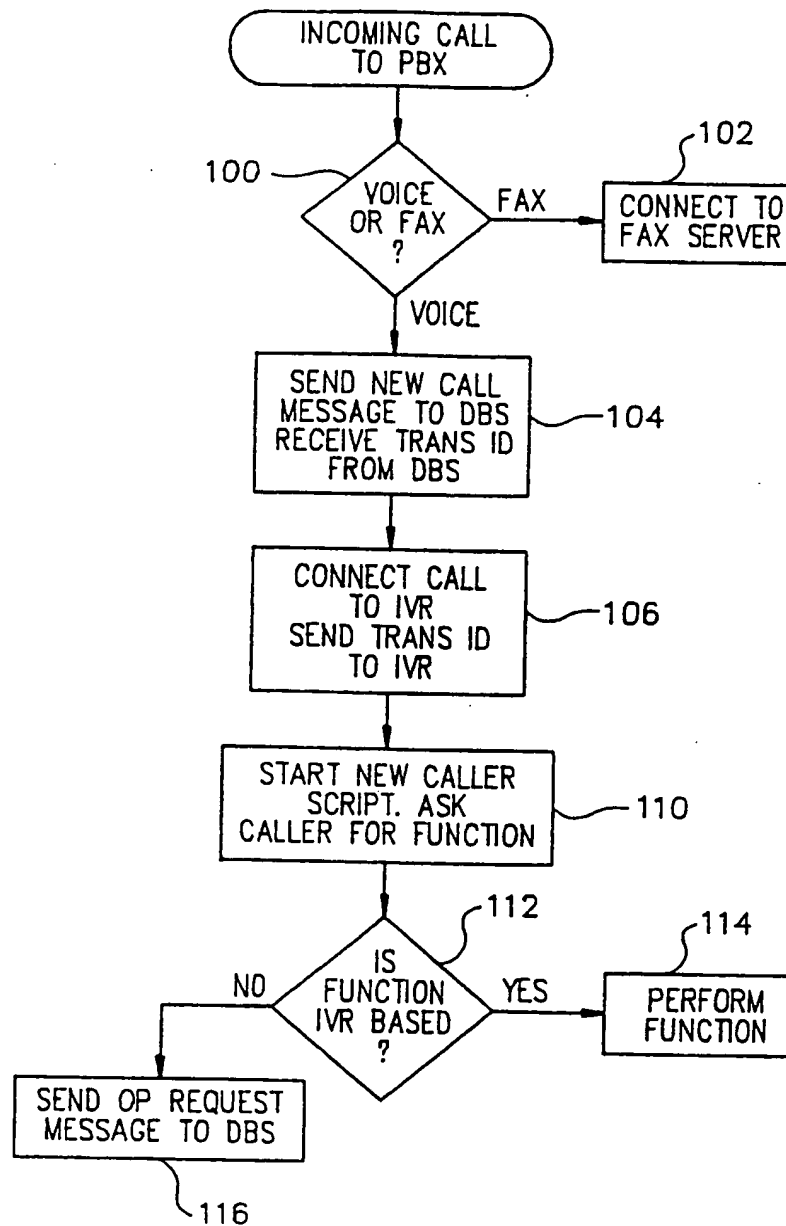 INCOMING CALL
TO PBX
100
VOICE
OR FAX
?
FAX
102
CONNECT TO
FAX SERVER
VOICE
SEND NEW CALL
MESSAGE TO DBS
RECEIVE TRANS ID
FROM DBS
104
CONNECT CALL
TO IVR
SEND TRANS ID
TO IVR
106
START NEW CALLER
SCRIPT. ASK
CALLER FOR FUNCTION
110
112
IS
FUNCTION
IVR BASED
?
NO
YES
114
PERFORM
FUNCTION
SEND OP REQUEST
MESSAGE TO DBS
116